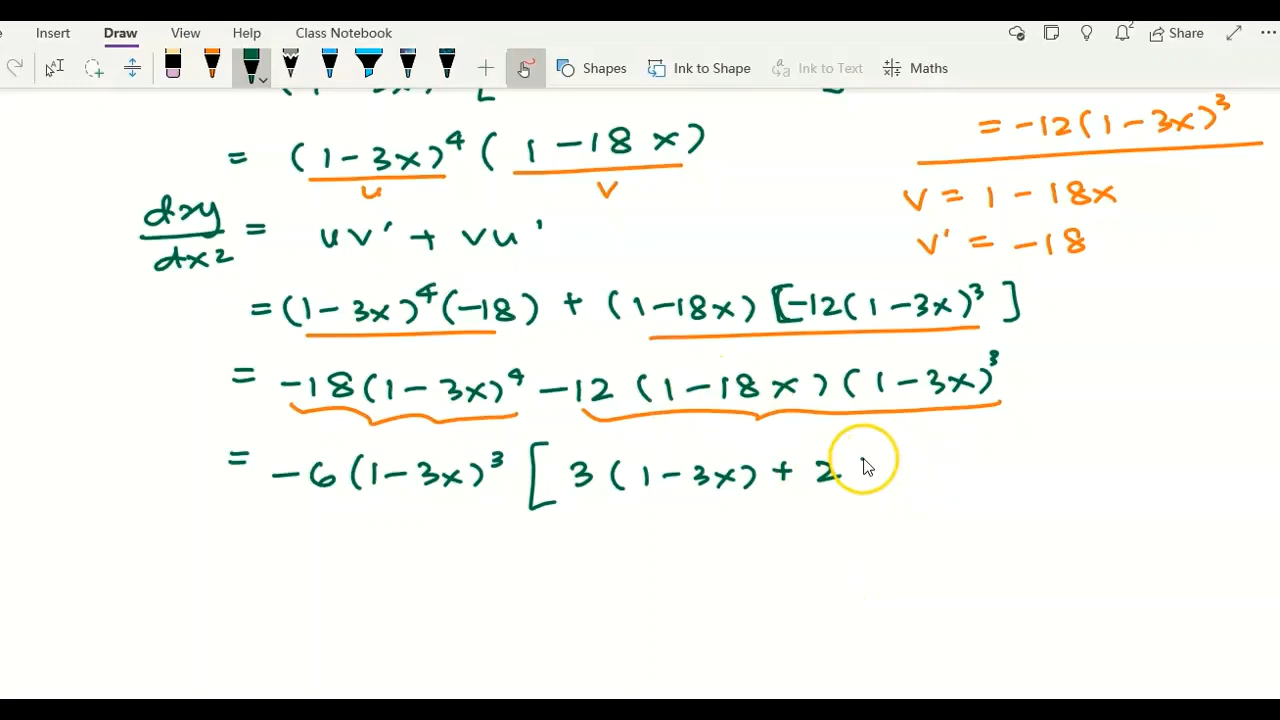 Insert Draw View Help Class Notebook 2 Share
Shapes Ink to Shape Ink to Text Maths
= -12(1-3x)³
= (1-3x)⁴ (1-18x)
u v
v = 1-18x
v' = -18
dxy/dx2 = uv' + vu'
= (1-3x)⁴(-18) + (1-18x) [-12(1-3x)³]
= -18(1-3x)⁴ -12 (1-18x)(1-3x)³
= -6(1-3x)³ [ 3(1-3x) + 2